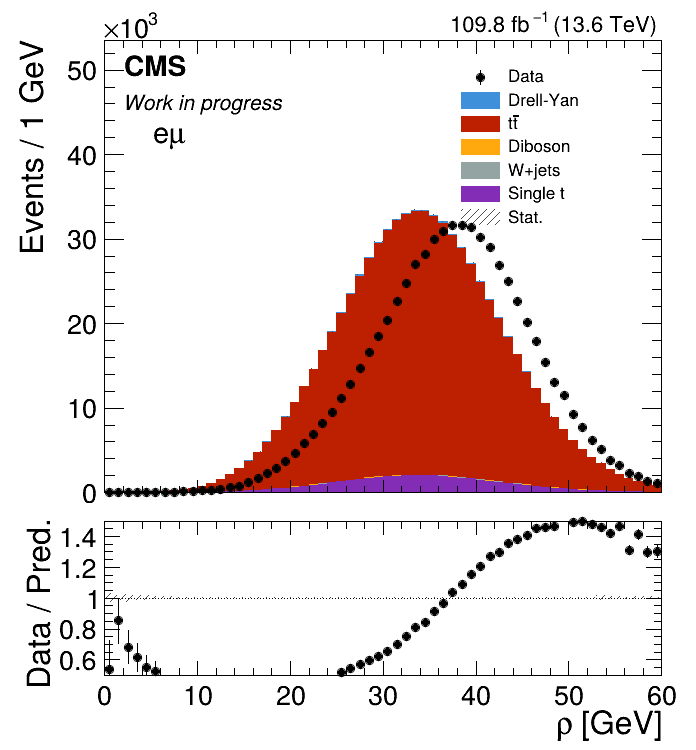 ×10³
109.8 fb⁻¹ (13.6 TeV)
Events / 1 GeV
CMS
Work in progress
eμ
Data
Drell-Yan
tt̄
Diboson
W+jets
Single t
Stat.
50
40
30
20
10
0
Data / Pred.
1.4
1.2
1
0.8
0.6
0 10 20 30 40 50 60
ρ [GeV]